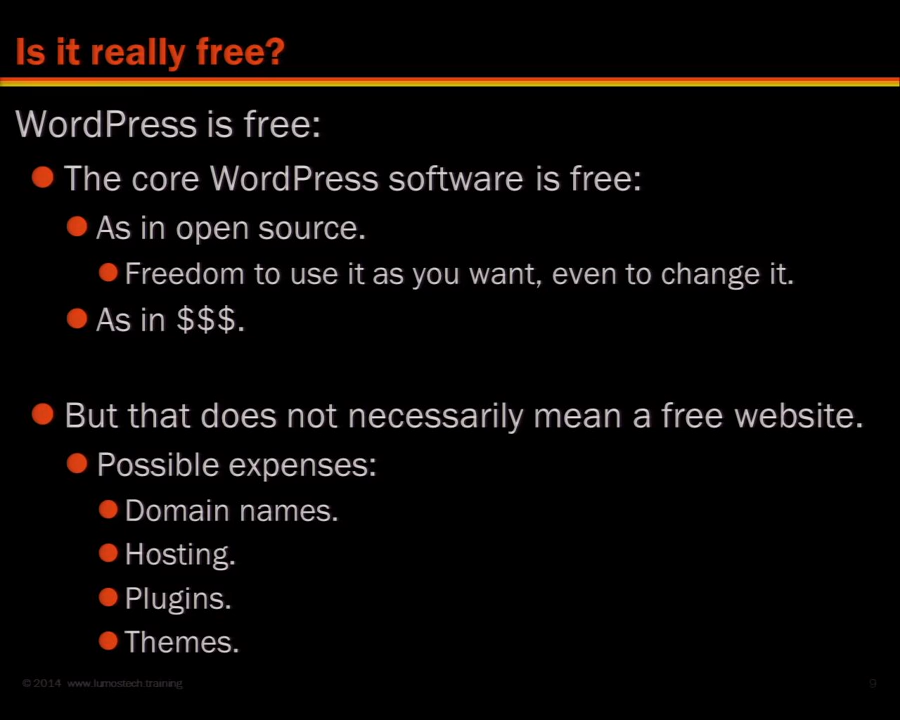 Is it really free?
WordPress is free:
The core WordPress software is free:
As in open source.
Freedom to use it as you want, even to change it.
As in $$$.
But that does not necessarily mean a free website.
Possible expenses:
Domain names.
Hosting.
Plugins.
Themes.
© 2014 www.lumostech.training
9